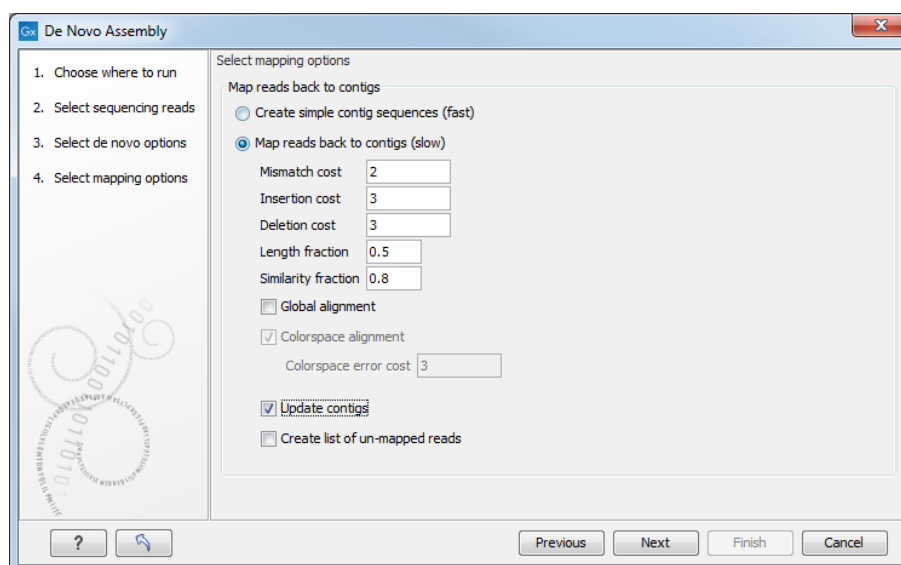 Gx De Novo Assembly
1. Choose where to run
2. Select sequencing reads
3. Select de novo options
4. Select mapping options
Select mapping options
Map reads back to contigs
Create simple contig sequences (fast)
Map reads back to contigs (slow)
Mismatch cost 2
Insertion cost 3
Deletion cost 3
Length fraction 0.5
Similarity fraction 0.8
Global alignment
Colorspace alignment
Colorspace error cost 3
Update contigs
Create list of un-mapped reads
? Previous Next Finish Cancel